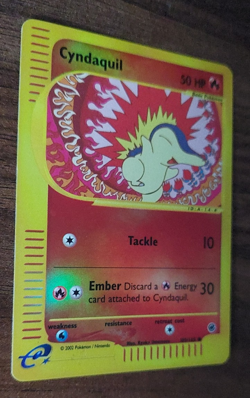 Cyndaquil
50 HP
Tackle 10
Ember Discard a Energy 30
card attached to Cyndaquil.
weakness resistance retreat cost
© 2002 Pokémon / Nintendo
e